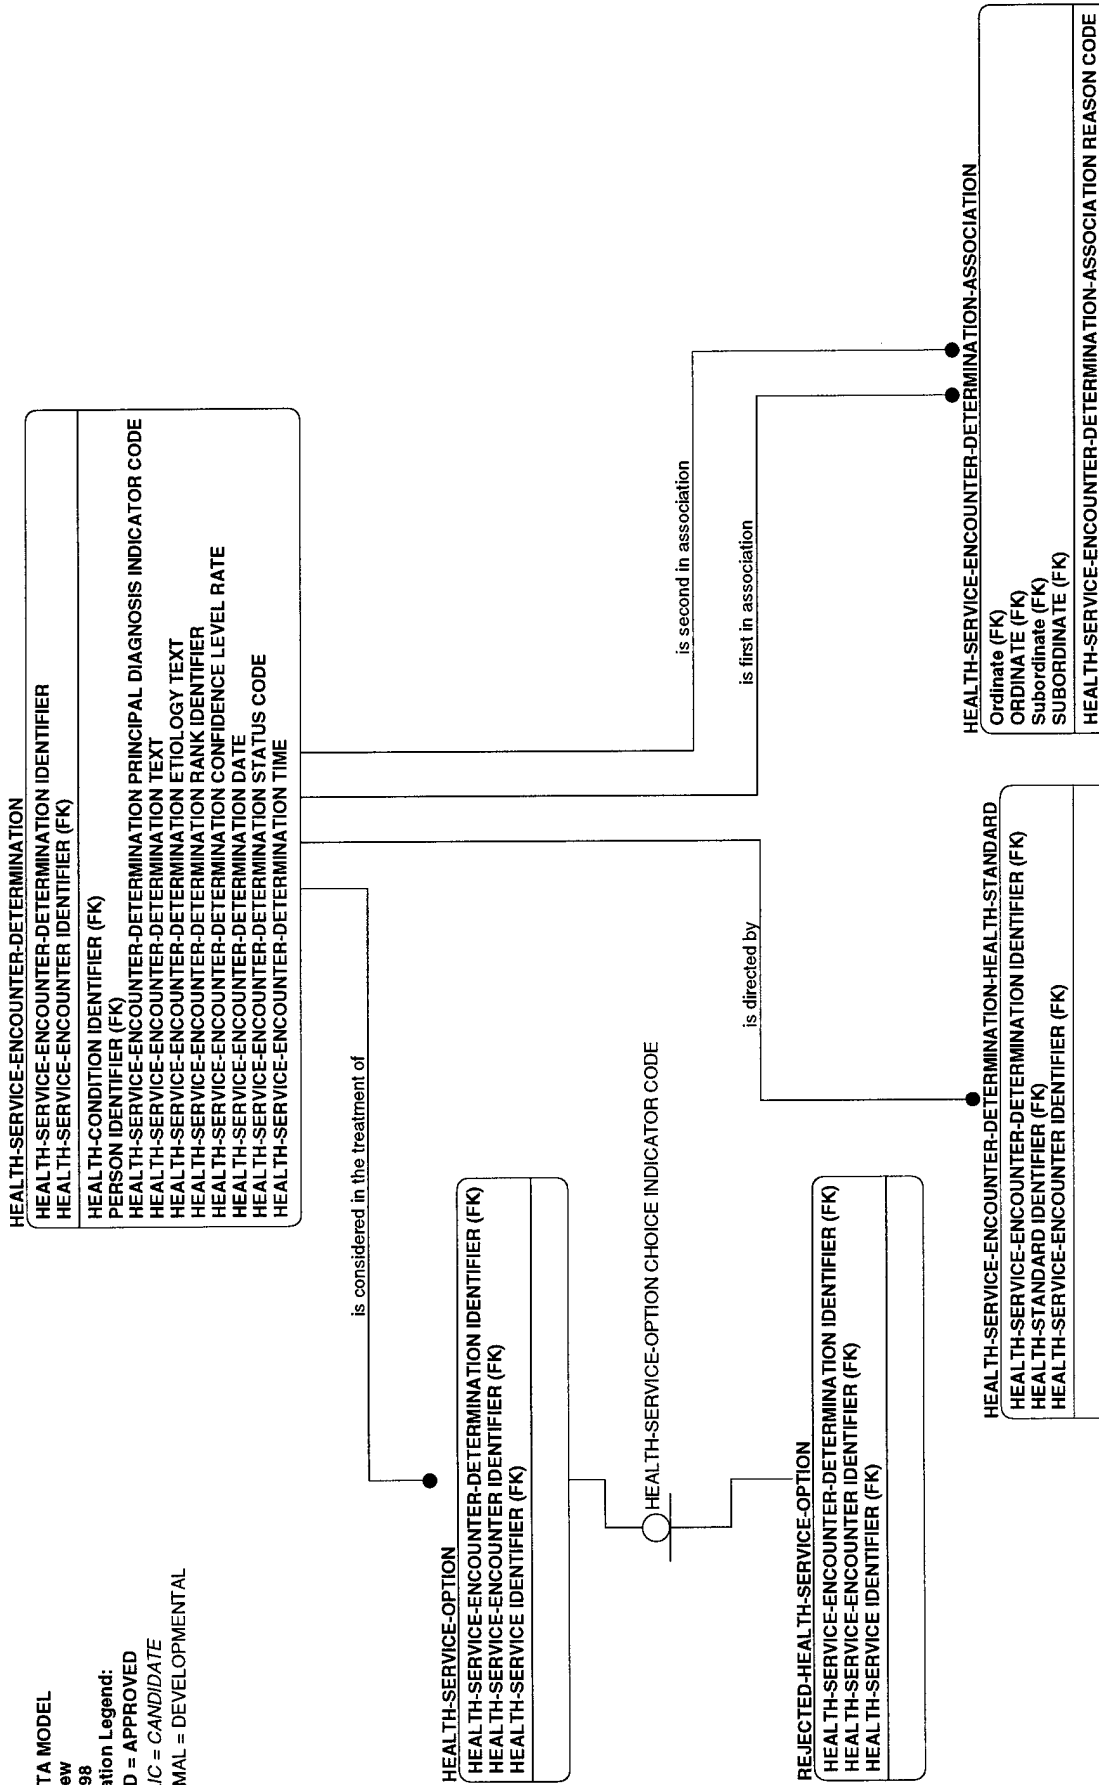 TA MODEL
ew
98
ation Legend:
D = APPROVED
IC = CANDIDATE
MAL = DEVELOPMENTAL
HEALTH-SERVICE-ENCOUNTER-DETERMINATION
HEALTH-SERVICE-ENCOUNTER-DETERMINATION IDENTIFIER
HEALTH-SERVICE-ENCOUNTER IDENTIFIER (FK)
HEALTH-CONDITION IDENTIFIER (FK)
PERSON IDENTIFIER (FK)
HEALTH-SERVICE-ENCOUNTER-DETERMINATION PRINCIPAL DIAGNOSIS INDICATOR CODE
HEALTH-SERVICE-ENCOUNTER-DETERMINATION TEXT
HEALTH-SERVICE-ENCOUNTER-DETERMINATION ETIOLOGY TEXT
HEALTH-SERVICE-ENCOUNTER-DETERMINATION RANK IDENTIFIER
HEALTH-SERVICE-ENCOUNTER-DETERMINATION CONFIDENCE LEVEL RATE
HEALTH-SERVICE-ENCOUNTER-DETERMINATION DATE
HEALTH-SERVICE-ENCOUNTER-DETERMINATION STATUS CODE
HEALTH-SERVICE-ENCOUNTER-DETERMINATION TIME
is considered in the treatment of
HEALTH-SERVICE-OPTION
HEALTH-SERVICE-ENCOUNTER-DETERMINATION IDENTIFIER (FK)
HEALTH-SERVICE-ENCOUNTER IDENTIFIER (FK)
HEALTH-SERVICE IDENTIFIER (FK)
HEALTH-SERVICE-OPTION CHOICE INDICATOR CODE
is second in association
is first in association
is directed by
REJECTED-HEALTH-SERVICE-OPTION
HEALTH-SERVICE-ENCOUNTER-DETERMINATION IDENTIFIER (FK)
HEALTH-SERVICE-ENCOUNTER IDENTIFIER (FK)
HEALTH-SERVICE IDENTIFIER (FK)
HEALTH-SERVICE-ENCOUNTER-DETERMINATION-HEALTH-STANDARD
HEALTH-SERVICE-ENCOUNTER-DETERMINATION IDENTIFIER (FK)
HEALTH-STANDARD IDENTIFIER (FK)
HEALTH-SERVICE-ENCOUNTER IDENTIFIER (FK)
HEALTH-SERVICE-ENCOUNTER-DETERMINATION-ASSOCIATION
Ordinate (FK)
ORDINATE (FK)
Subordinate (FK)
SUBORDINATE (FK)
HEALTH-SERVICE-ENCOUNTER-DETERMINATION-ASSOCIATION REASON CODE